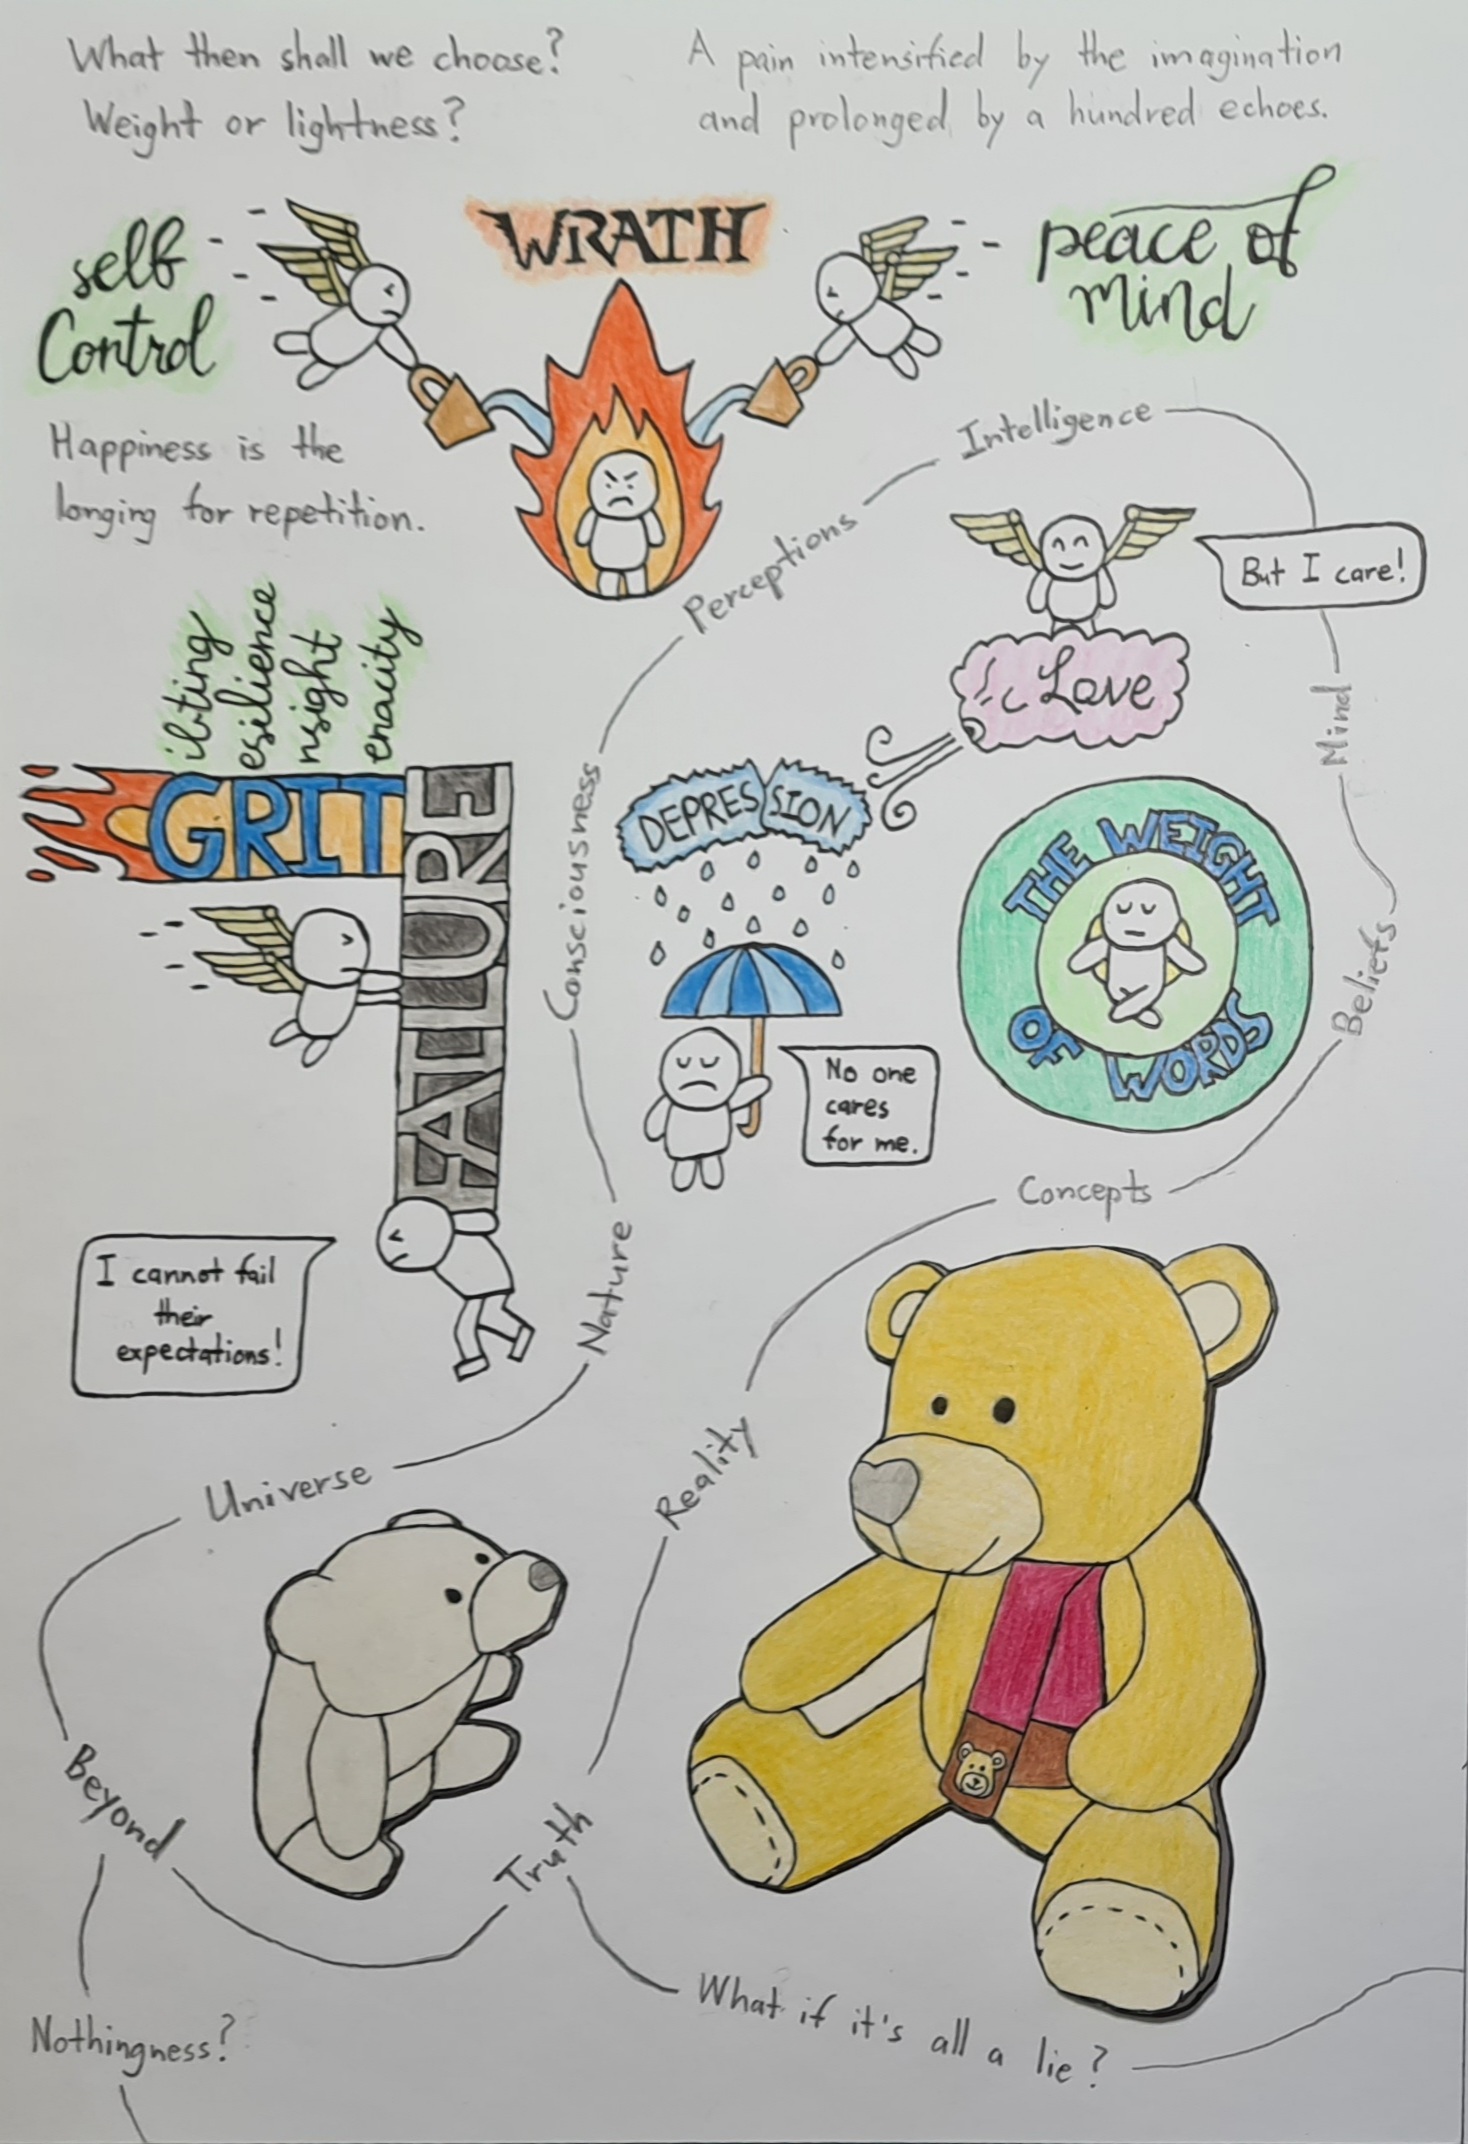 What then shall we choose?
Weight or lightness?
A pain intensified by the imagination
and prolonged by a hundred echoes.
self
Control
WRATH
peace of
mind
Happiness is the
longing for repetition.
ifting
esilience
nsight
enacity
GRIT
FAILURE
I cannot fail
their
expectations!
But I care!
Love
DEPRESSION
No one
cares
for me.
THE WEIGHT
OF WORDS
Intelligence
Perceptions
Consciousness
Nature
Universe
Beyond
Nothingness?
Mind
Beliefs
Concepts
Reality
Truth
What if it's all a lie?